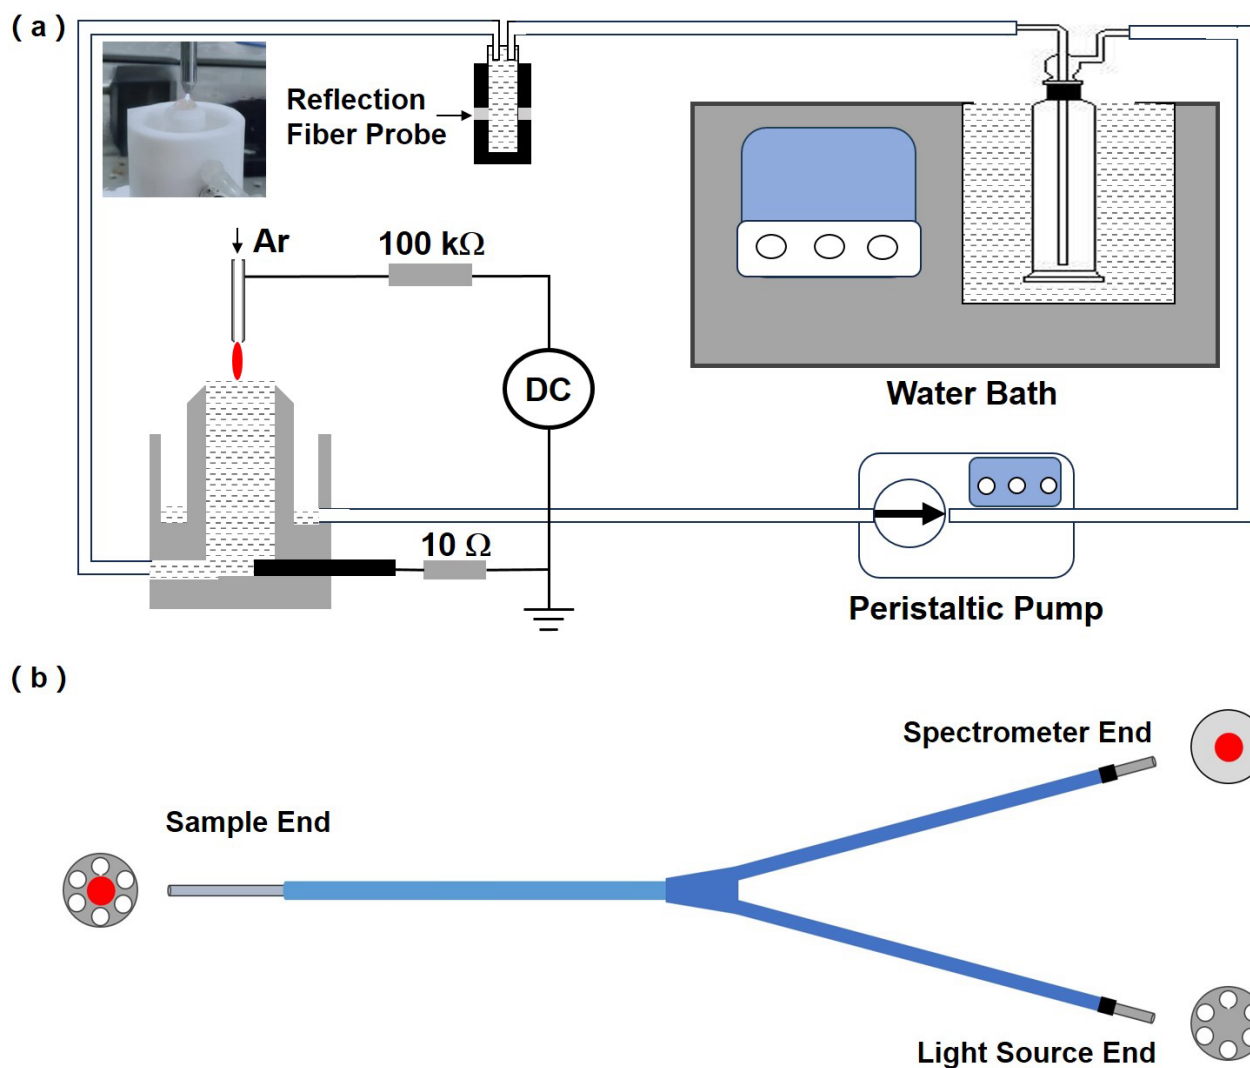 ( a )
Reflection
Fiber Probe
Ar
100 kΩ
DC
Water Bath
10 Ω
Peristaltic Pump
( b )
Spectrometer End
Sample End
Light Source End